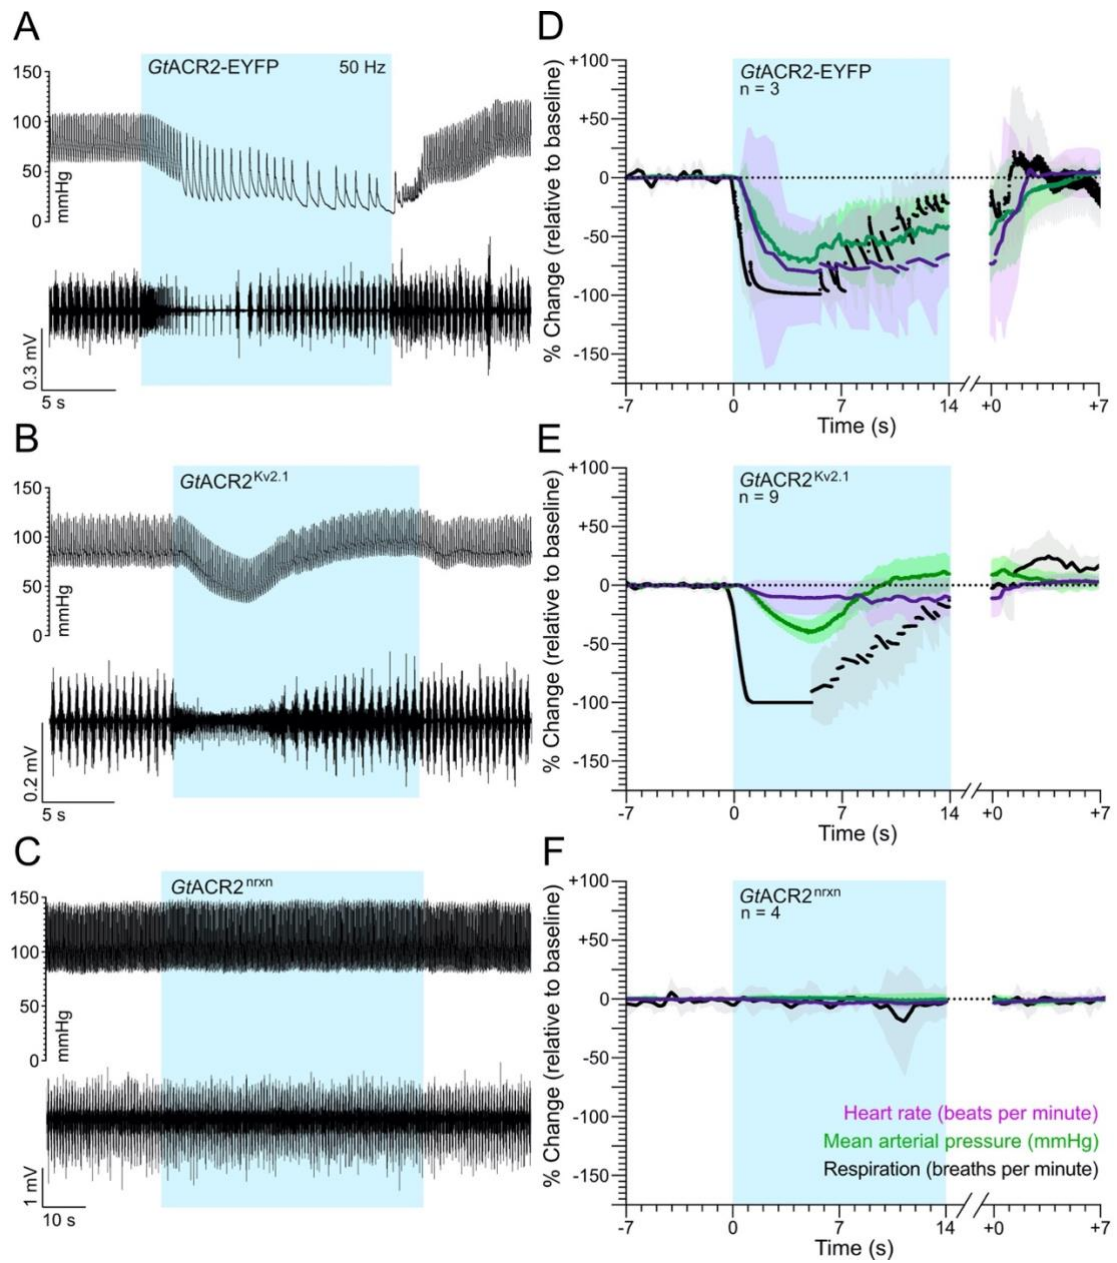 A
GtACR2-EYFP 50 Hz
150
100
50
0
mmHg
0.3 mV
5 s
B
GtACR2Kv2.1
150
100
50
0
mmHg
0.2 mV
5 s
C
GtACR2nrxn
150
100
50
0
mmHg
1 mV
10 s
D
GtACR2-EYFP
n = 3
% Change (relative to baseline)
+100
+50
0
-50
-100
-150
-7 0 7 14 +0 +7
Time (s)
E
GtACR2Kv2.1
n = 9
% Change (relative to baseline)
+100
+50
0
-50
-100
-150
-7 0 7 14 +0 +7
Time (s)
F
GtACR2nrxn
n = 4
% Change (relative to baseline)
+100
+50
0
-50
-100
-150
Heart rate (beats per minute)
Mean arterial pressure (mmHg)
Respiration (breaths per minute)
-7 0 7 14 +0 +7
Time (s)